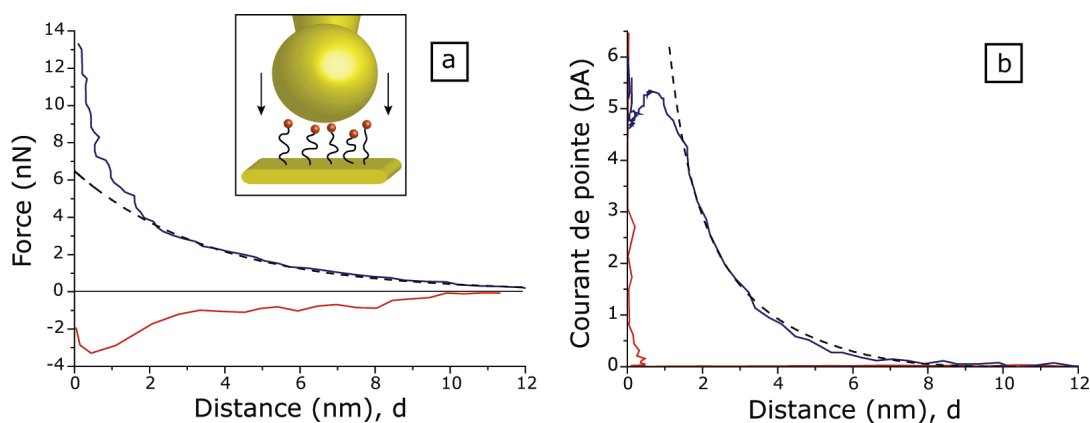 a
Force (nN)
14
12
10
8
6
4
2
0
-2
-4
0 2 4 6 8 10 12
Distance (nm), d
b
Courant de pointe (pA)
6
5
4
3
2
1
0
0 2 4 6 8 10 12
Distance (nm), d